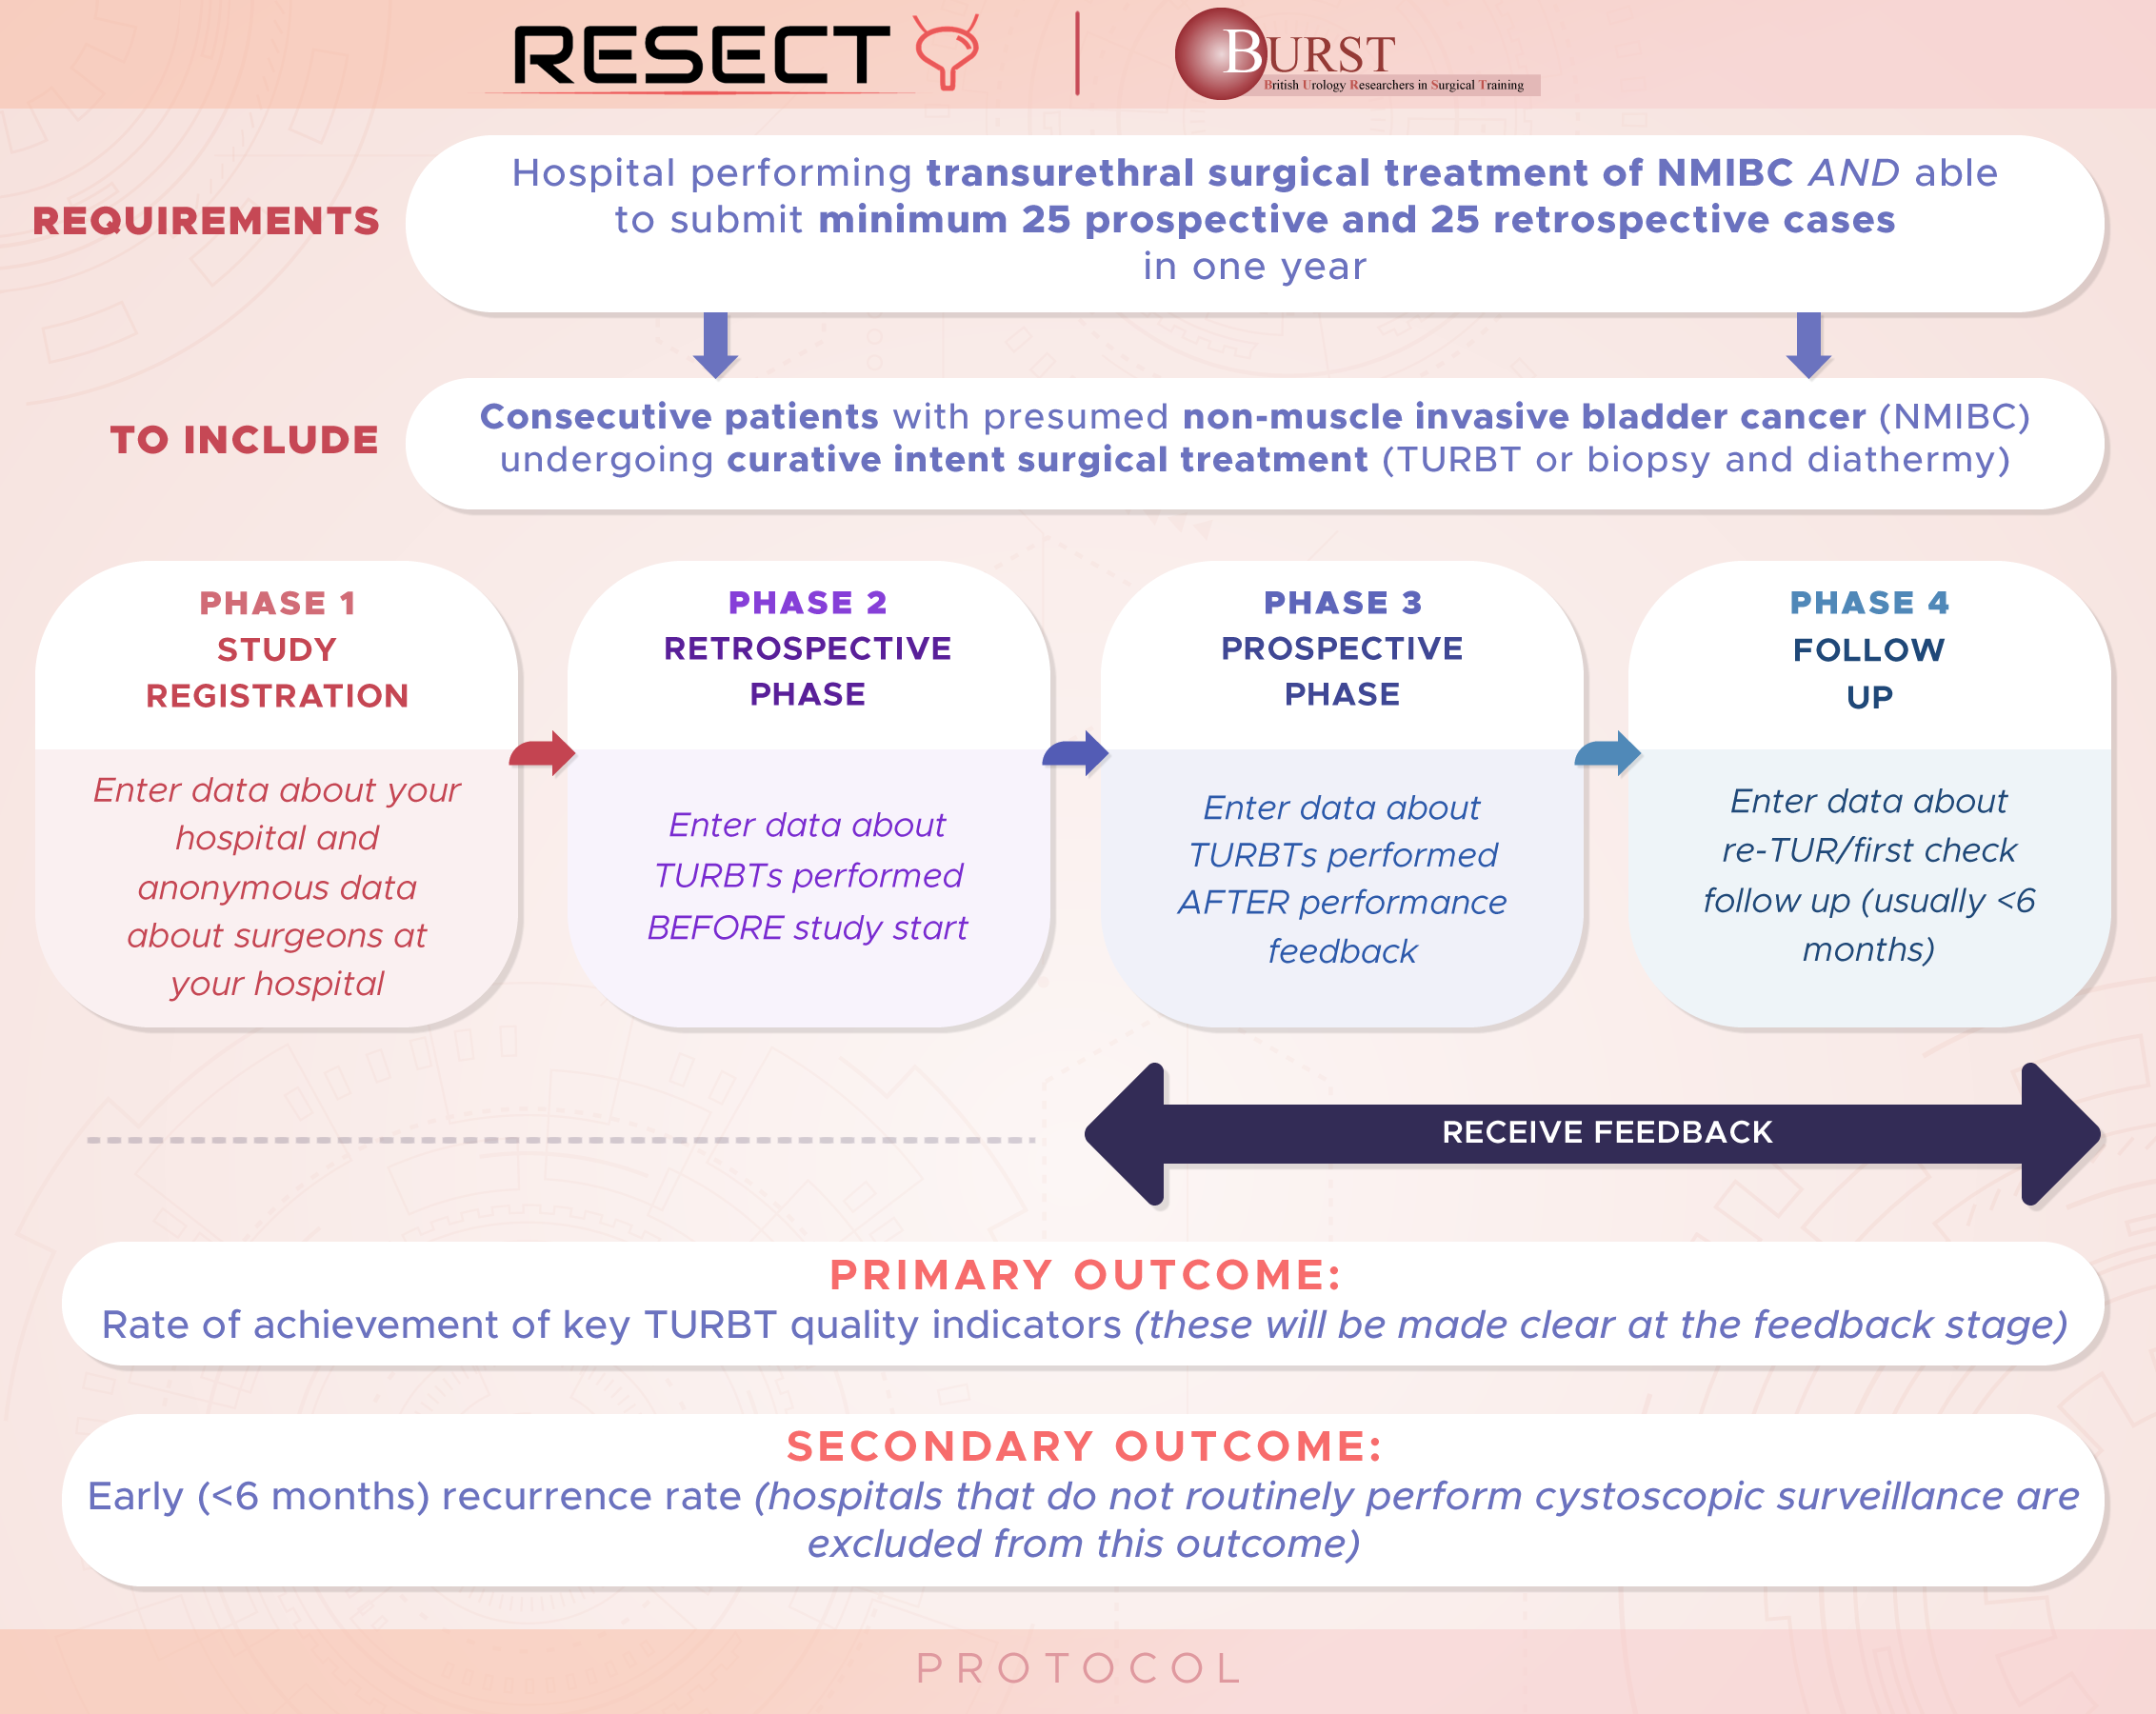 RESECT
BURST
British Urology Researchers in Surgical Training
Hospital performing transurethral surgical treatment of NMIBC AND able
to submit minimum 25 prospective and 25 retrospective cases
in one year
REQUIREMENTS
TO INCLUDE
Consecutive patients with presumed non-muscle invasive bladder cancer (NMIBC)
undergoing curative intent surgical treatment (TURBT or biopsy and diathermy)
PHASE 1
STUDY
REGISTRATION
Enter data about your
hospital and
anonymous data
about surgeons at
your hospital
PHASE 2
RETROSPECTIVE
PHASE
Enter data about
TURBTs performed
BEFORE study start
PHASE 3
PROSPECTIVE
PHASE
Enter data about
TURBTs performed
AFTER performance
feedback
PHASE 4
FOLLOW
UP
Enter data about
re-TUR/first check
follow up (usually <6
months)
RECEIVE FEEDBACK
PRIMARY OUTCOME:
Rate of achievement of key TURBT quality indicators (these will be made clear at the feedback stage)
SECONDARY OUTCOME:
Early (<6 months) recurrence rate (hospitals that do not routinely perform cystoscopic surveillance are
excluded from this outcome)
PROTOCOL